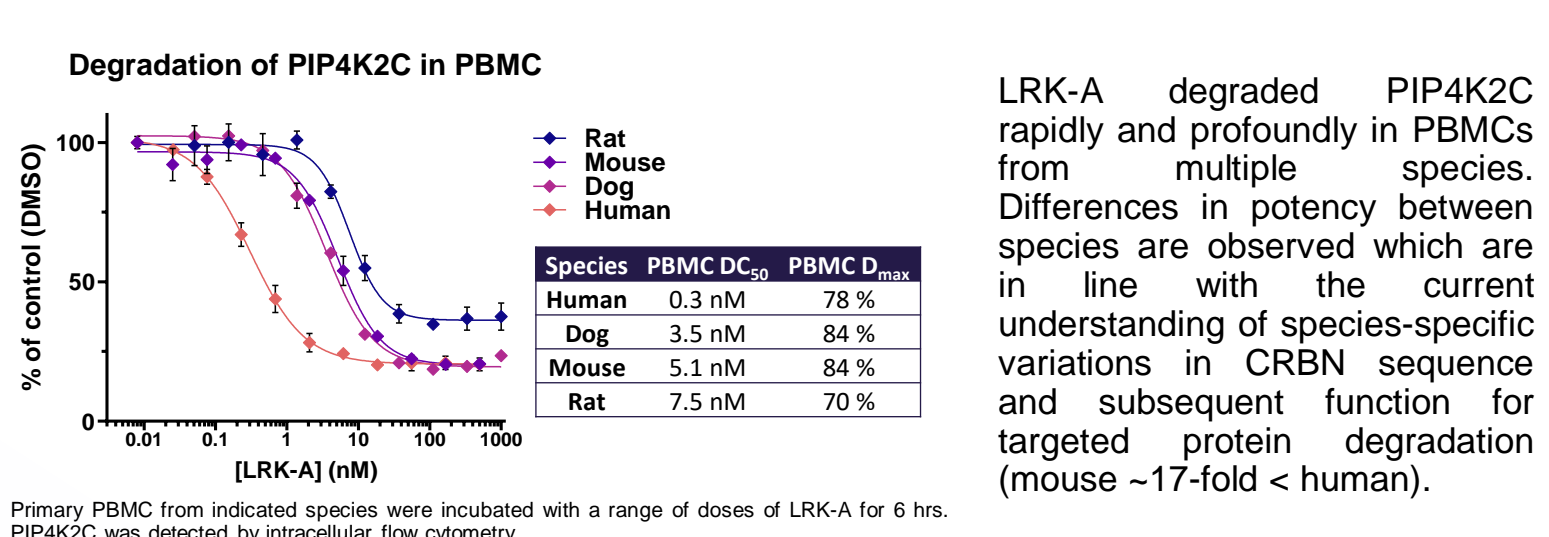 Degradation of PIP4K2C in PBMC
% of control (DMSO)
100
50
0
0.01 0.1 1 10 100 1000
[LRK-A] (nM)
Rat
Mouse
Dog
Human
Species PBMC DC50 PBMC Dmax
Human 0.3 nM 78 %
Dog 3.5 nM 84 %
Mouse 5.1 nM 84 %
Rat 7.5 nM 70 %
Primary PBMC from indicated species were incubated with a range of doses of LRK-A for 6 hrs.
PIP4K2C was detected by intracellular flow cytometry
LRK-A degraded PIP4K2C
rapidly and profoundly in PBMCs
from multiple species.
Differences in potency between
species are observed which are
in line with the current
understanding of species-specific
variations in CRBN sequence
and subsequent function for
targeted protein degradation
(mouse ~17-fold < human).